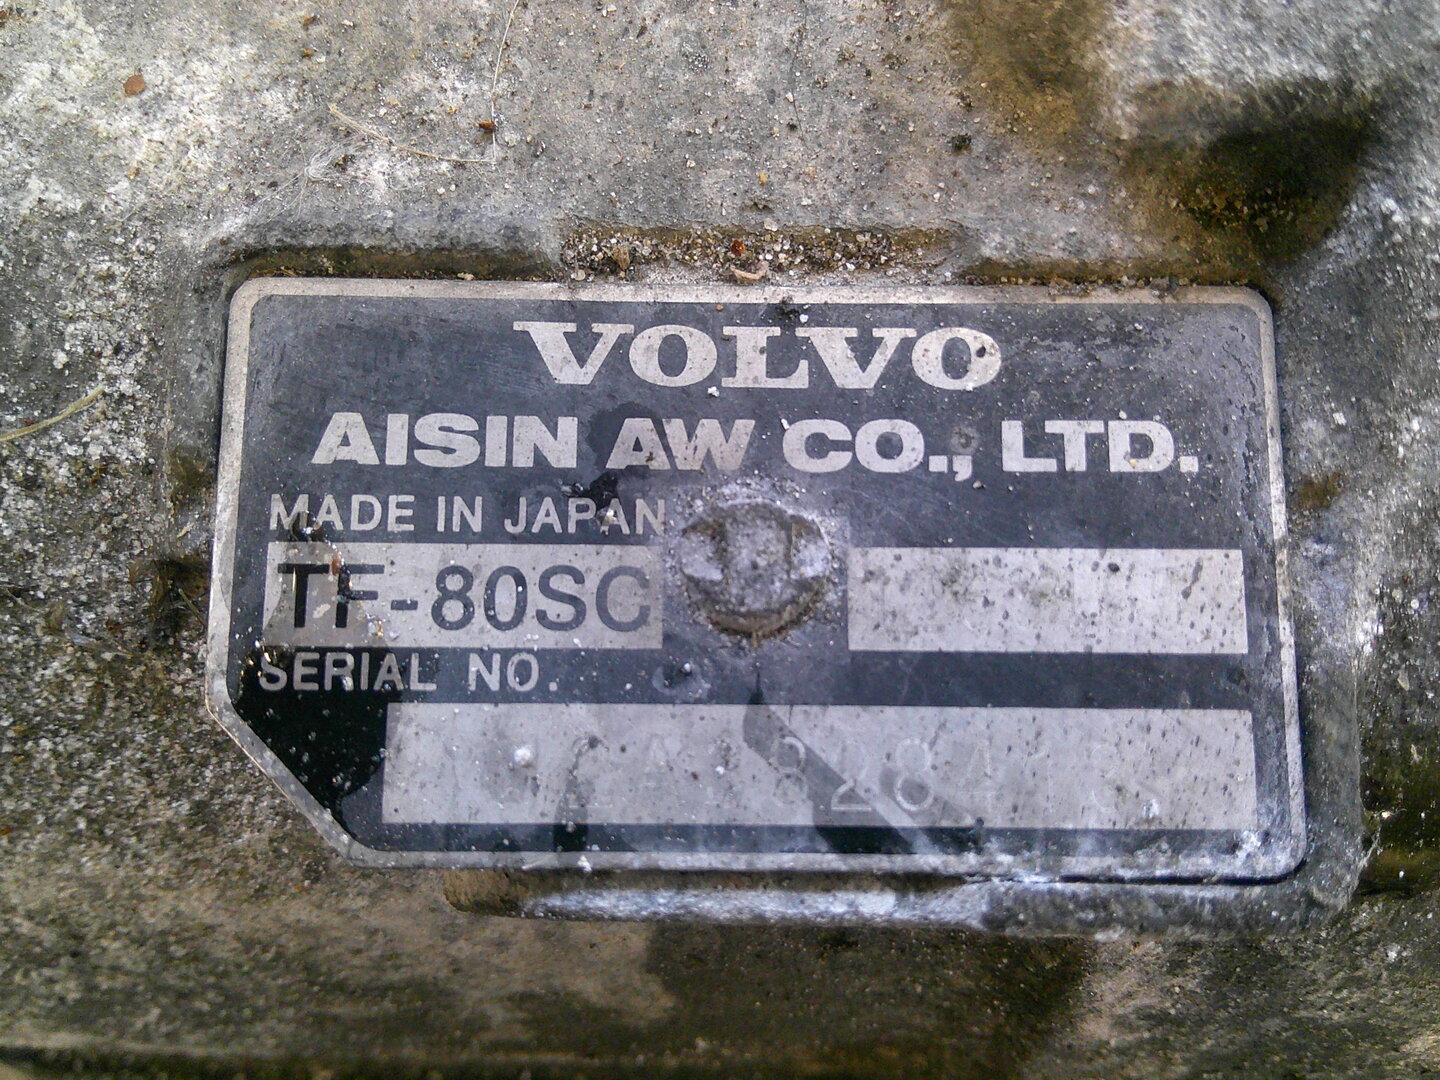 VOLVO
AISIN AW CO., LTD.
MADE IN JAPAN
TF-80SC
SERIAL NO.